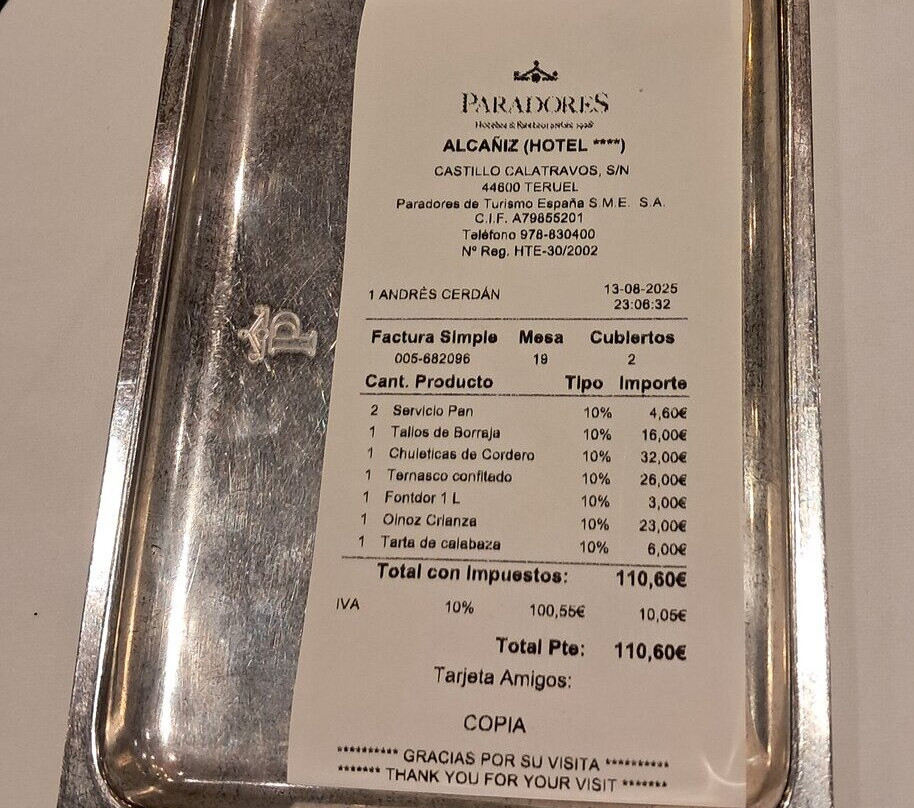 PARADORES
Hoteles & Restaurantes 1928
ALCAÑIZ (HOTEL ****)
CASTILLO CALATRAVOS, S/N
44600 TERUEL
Paradores de Turismo España S.M.E. S.A.
C.I.F. A79855201
Teléfono 978-830400
Nº Reg. HTE-30/2002
1 ANDRÉS CERDÁN 13-08-2025
23:06:32
Factura Simple Mesa Cubiertos
005-682096 19 2
Cant. Producto Tipo Importe
2 Servicio Pan 10% 4,60€
1 Tallos de Borraja 10% 16,00€
1 Chuleticas de Cordero 10% 32,00€
1 Ternasco confitado 10% 26,00€
1 Fontdor 1 L 10% 3,00€
1 Oinoz Crianza 10% 23,00€
1 Tarta de calabaza 10% 6,00€
Total con Impuestos: 110,60€
IVA 10% 100,55€ 10,05€
Total Pte: 110,60€
Tarjeta Amigos:
COPIA
********** GRACIAS POR SU VISITA **********
******* THANK YOU FOR YOUR VISIT *******
P